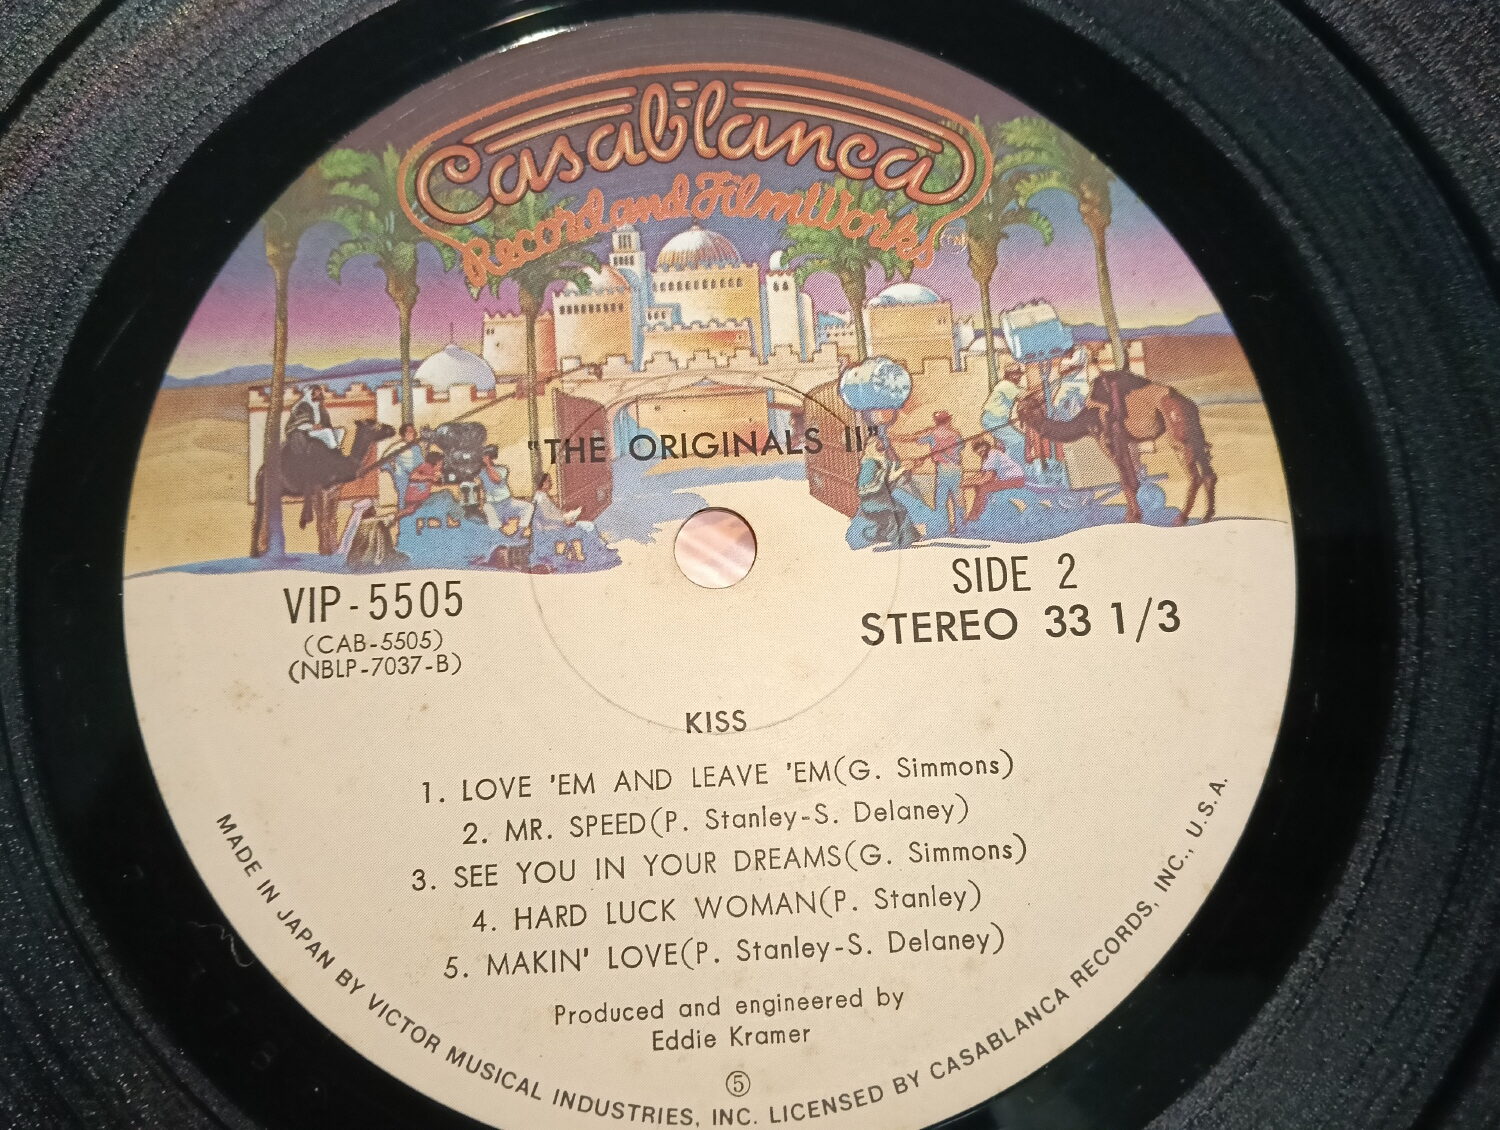 Casablanca
Record and FilmWorks™
"THE ORIGINALS II"
VIP-5505
(CAB-5505)
(NBLP-7037-B)
SIDE 2
STEREO 33 1/3
KISS
1. LOVE 'EM AND LEAVE 'EM(G. Simmons)
2. MR. SPEED(P. Stanley-S. Delaney)
3. SEE YOU IN YOUR DREAMS(G. Simmons)
4. HARD LUCK WOMAN(P. Stanley)
5. MAKIN' LOVE(P. Stanley-S. Delaney)
Produced and engineered by
Eddie Kramer
⑤
MADE IN JAPAN BY VICTOR MUSICAL INDUSTRIES, INC. LICENSED BY CASABLANCA RECORDS, INC., U.S.A.